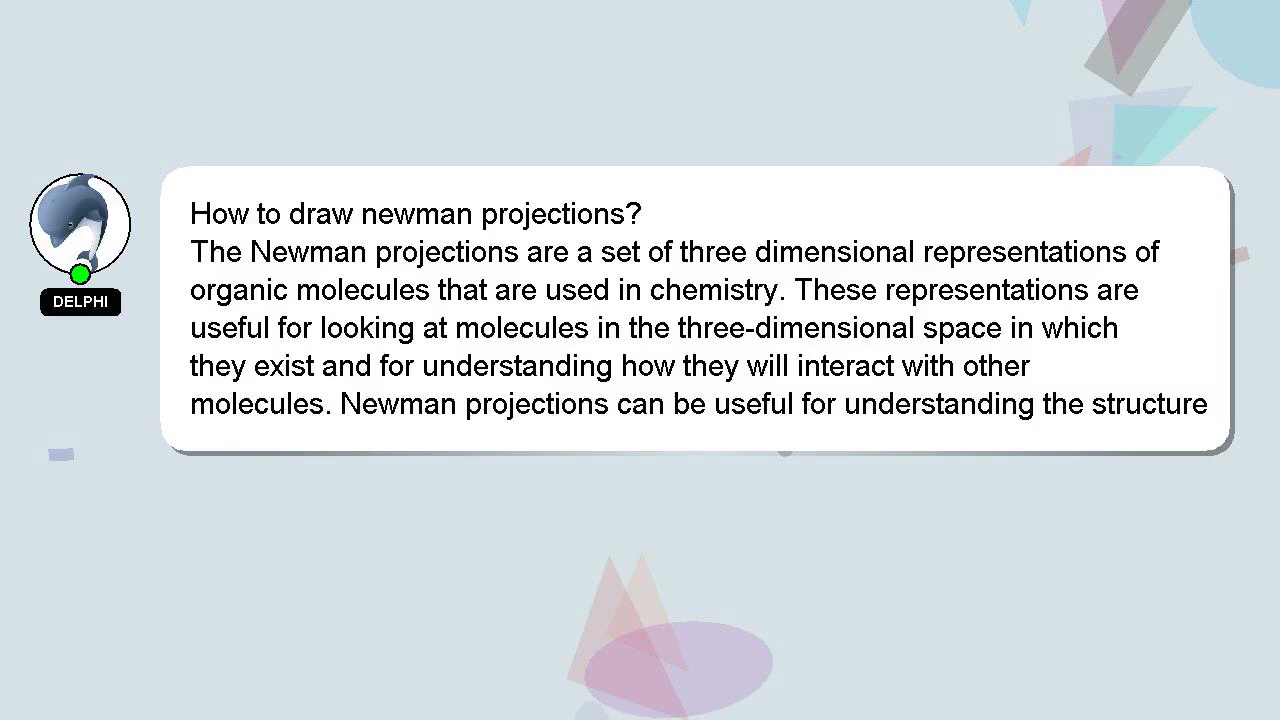 How to draw newman projections?
The Newman projections are a set of three dimensional representations of
organic molecules that are used in chemistry. These representations are
useful for looking at molecules in the three-dimensional space in which
they exist and for understanding how they will interact with other
molecules. Newman projections can be useful for understanding the structure
DELPHI